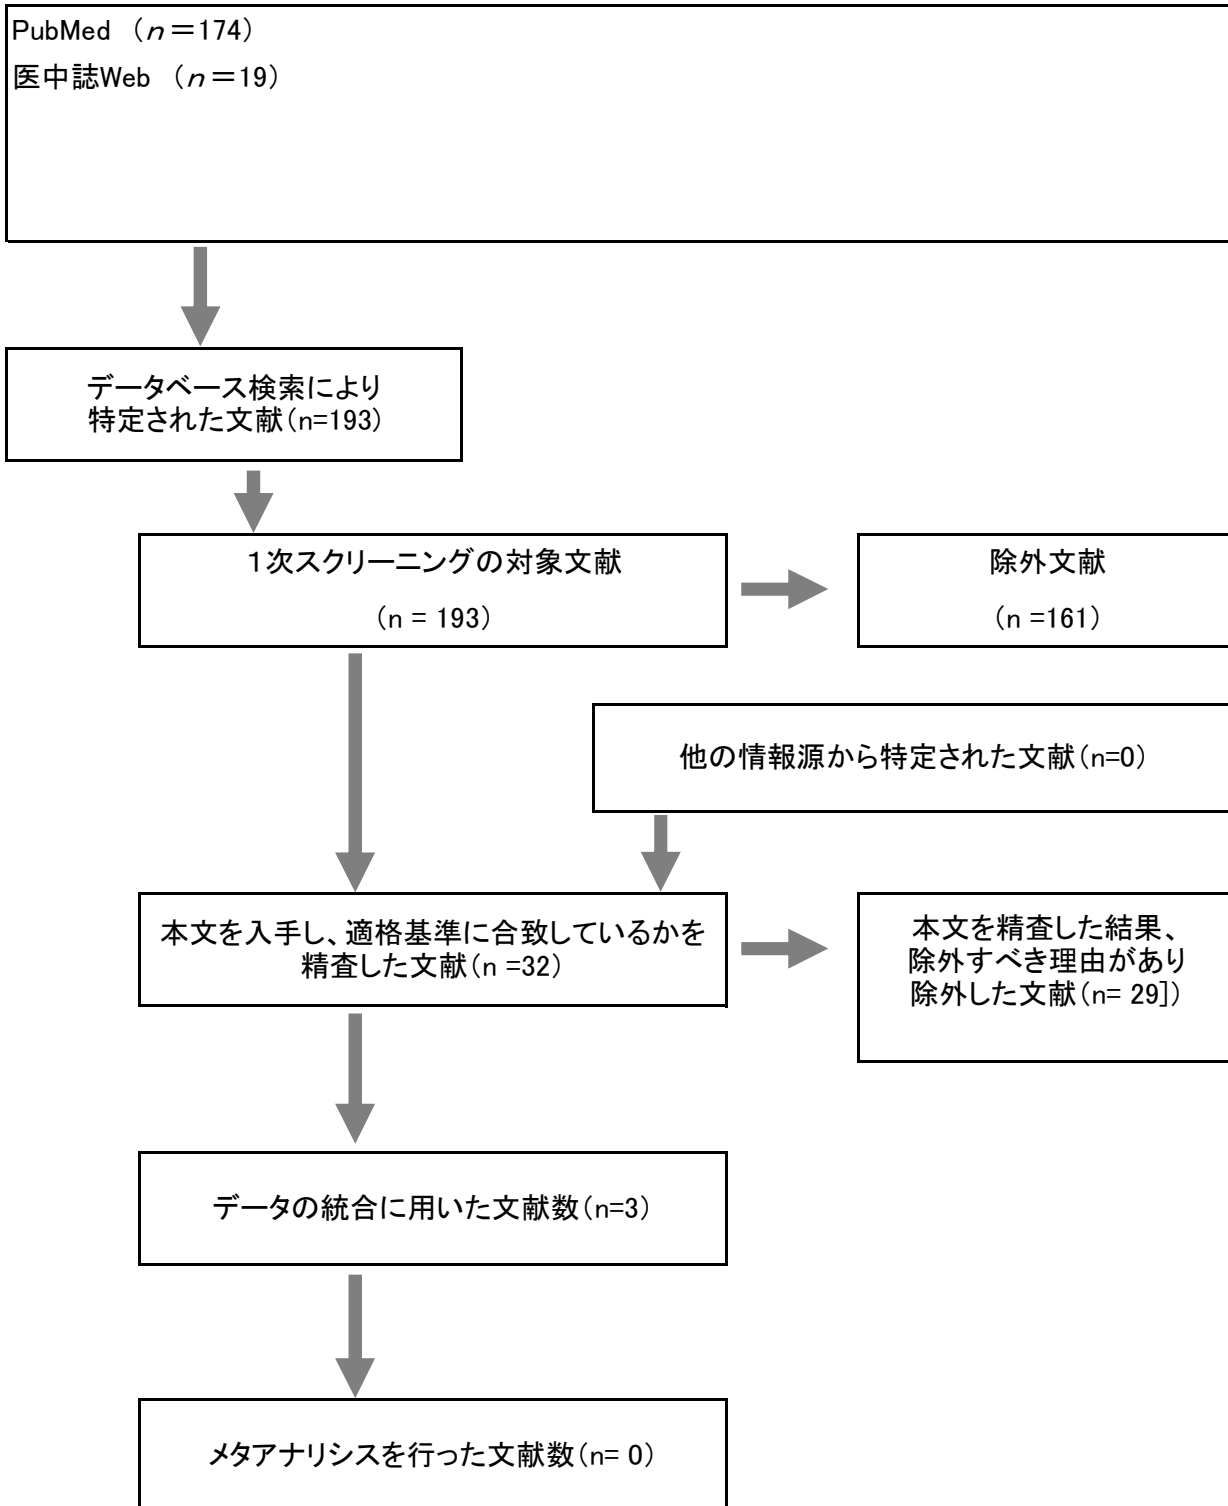 PubMed （n＝174）
医中誌Web （n＝19）
データベース検索により
特定された文献（n=193）
１次スクリーニングの対象文献
（n = 193）
除外文献
（n =161）
他の情報源から特定された文献（n=0）
本文を入手し、適格基準に合致しているかを
精査した文献（n =32）
本文を精査した結果、
除外すべき理由があり
除外した文献（n= 29]）
データの統合に用いた文献数（n=3）
メタアナリシスを行った文献数（n= 0）